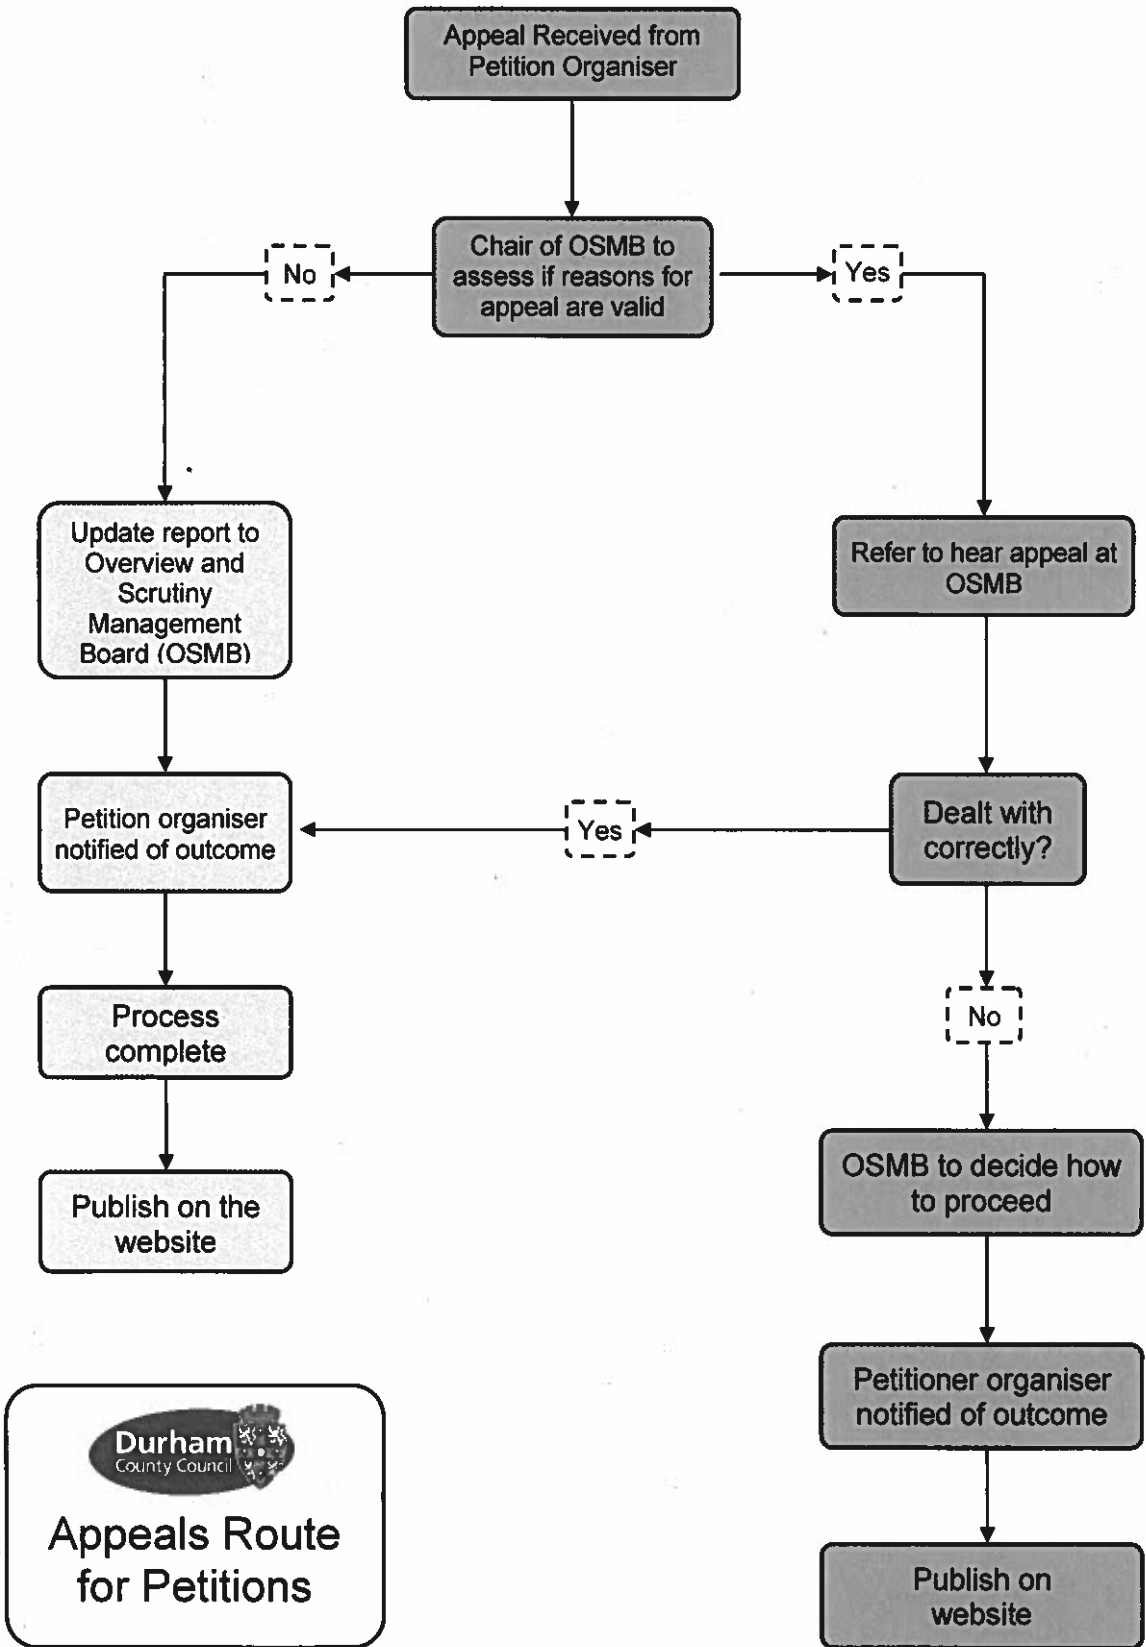 Appeal Received from
Petition Organiser
Chair of OSMB to
assess if reasons for
appeal are valid
No
Yes
Update report to
Overview and
Scrutiny
Management
Board (OSMB)
Refer to hear appeal at
OSMB
Petition organiser
notified of outcome
Yes
Dealt with
correctly?
Process
complete
No
Publish on the
website
OSMB to decide how
to proceed
Petitioner organiser
notified of outcome
Publish on
website
Durham
County Council
Appeals Route
for Petitions